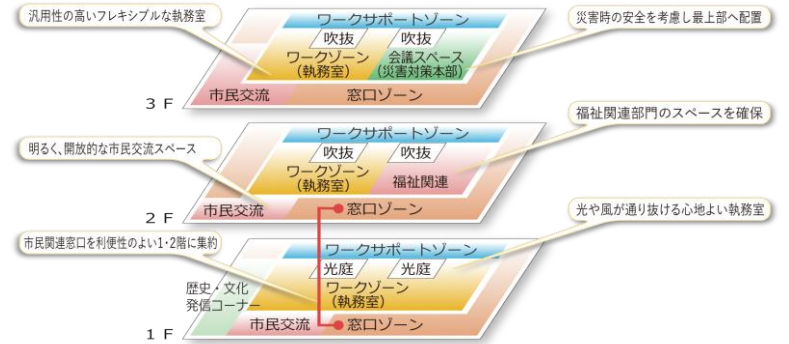 汎用性の高いフレキシブルな執務室
災害時の安全を考慮し最上部へ配置
ワークサポートゾーン
吹抜
吹抜
ワークゾーン
(執務室)
会議スペース
(災害対策本部)
市民交流
窓口ゾーン
3 F
福祉関連部門のスペースを確保
明るく、開放的な市民交流スペース
ワークサポートゾーン
吹抜
吹抜
ワークゾーン
(執務室)
福祉関連
市民交流
窓口ゾーン
2 F
光や風が通り抜ける心地よい執務室
市民関連窓口を利便性のよい1・2階に集約
ワークサポートゾーン
光庭
光庭
歴史・文化
発信コーナー
ワークゾーン
(執務室)
市民交流
窓口ゾーン
1 F